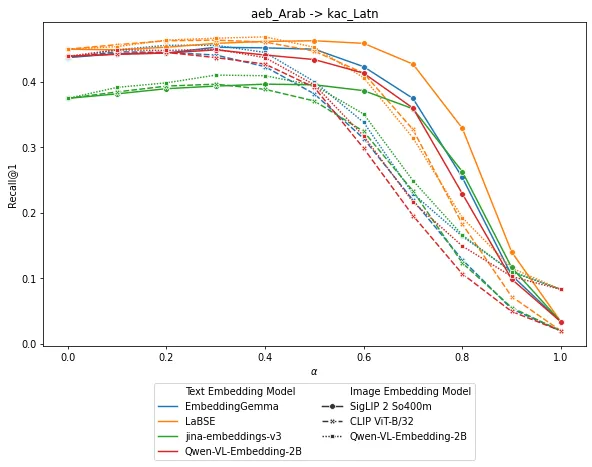 aeb_Arab -> kac_Latn
Recall@1
0.4
0.3
0.2
0.1
0.0
0.0 0.2 0.4 0.6 0.8 1.0
α
Text Embedding Model Image Embedding Model
EmbeddingGemma SigLIP 2 So400m
LaBSE CLIP ViT-B/32
jina-embeddings-v3 Qwen-VL-Embedding-2B
Qwen-VL-Embedding-2B